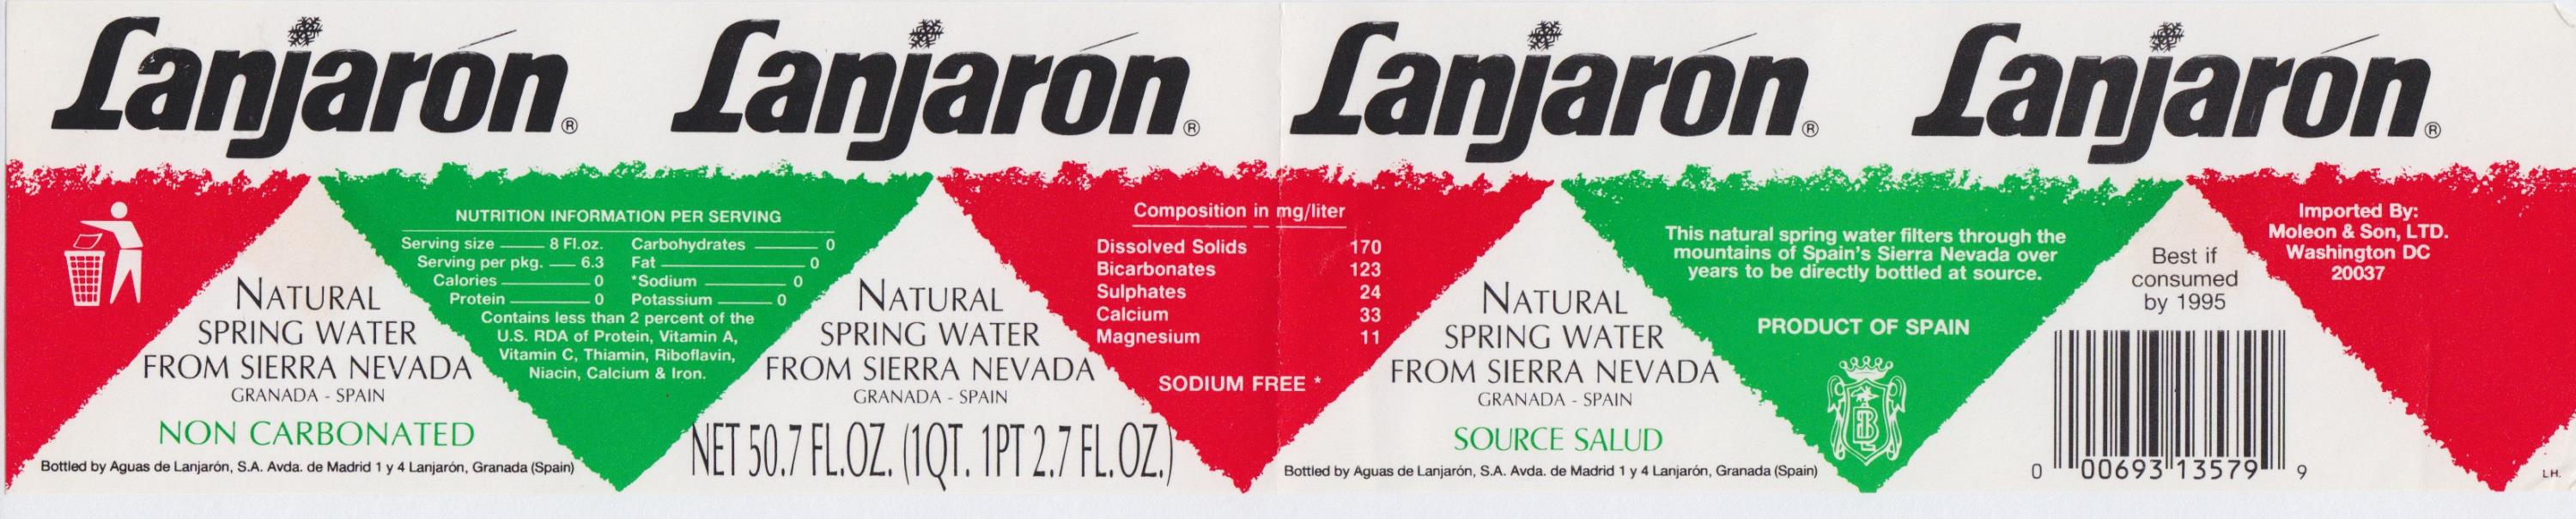 Lanjarón®
Lanjarón®
Lanjarón®
Lanjarón®
NATURAL
SPRING WATER
FROM SIERRA NEVADA
GRANADA - SPAIN
NON CARBONATED
Bottled by Aguas de Lanjarón, S.A. Avda. de Madrid 1 y 4 Lanjarón, Granada (Spain)
NUTRITION INFORMATION PER SERVING
Serving size 8 Fl.oz. Carbohydrates 0
Serving per pkg. 6.3 Fat 0
Calories 0 *Sodium 0
Protein 0 Potassium 0
Contains less than 2 percent of the
U.S. RDA of Protein, Vitamin A,
Vitamin C, Thiamin, Riboflavin,
Niacin, Calcium & Iron.
NATURAL
SPRING WATER
FROM SIERRA NEVADA
GRANADA - SPAIN
NET 50.7 FL.OZ. (1QT. 1PT 2.7 FL.OZ.)
Composition in mg/liter
Dissolved Solids 170
Bicarbonates 123
Sulphates 24
Calcium 33
Magnesium 11
SODIUM FREE *
NATURAL
SPRING WATER
FROM SIERRA NEVADA
GRANADA - SPAIN
SOURCE SALUD
Bottled by Aguas de Lanjarón, S.A. Avda. de Madrid 1 y 4 Lanjarón, Granada (Spain)
This natural spring water filters through the
mountains of Spain's Sierra Nevada over
years to be directly bottled at source.
PRODUCT OF SPAIN
Best if
consumed
by 1995
0 00693 13579 9
Imported By:
Moleon & Son, LTD.
Washington DC
20037
L.H.